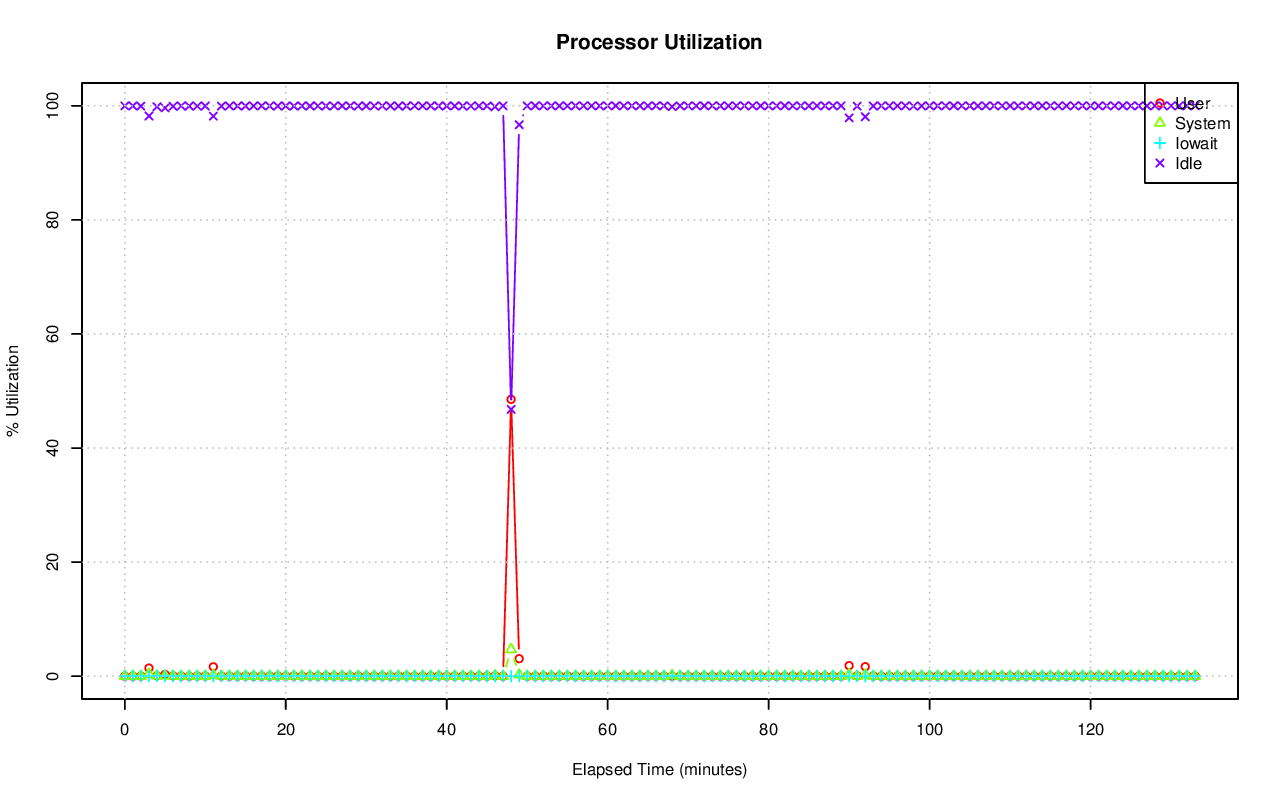 Processor Utilization
% Utilization
100
80
60
40
20
0
User
System
Iowait
Idle
0 20 40 60 80 100 120
Elapsed Time (minutes)